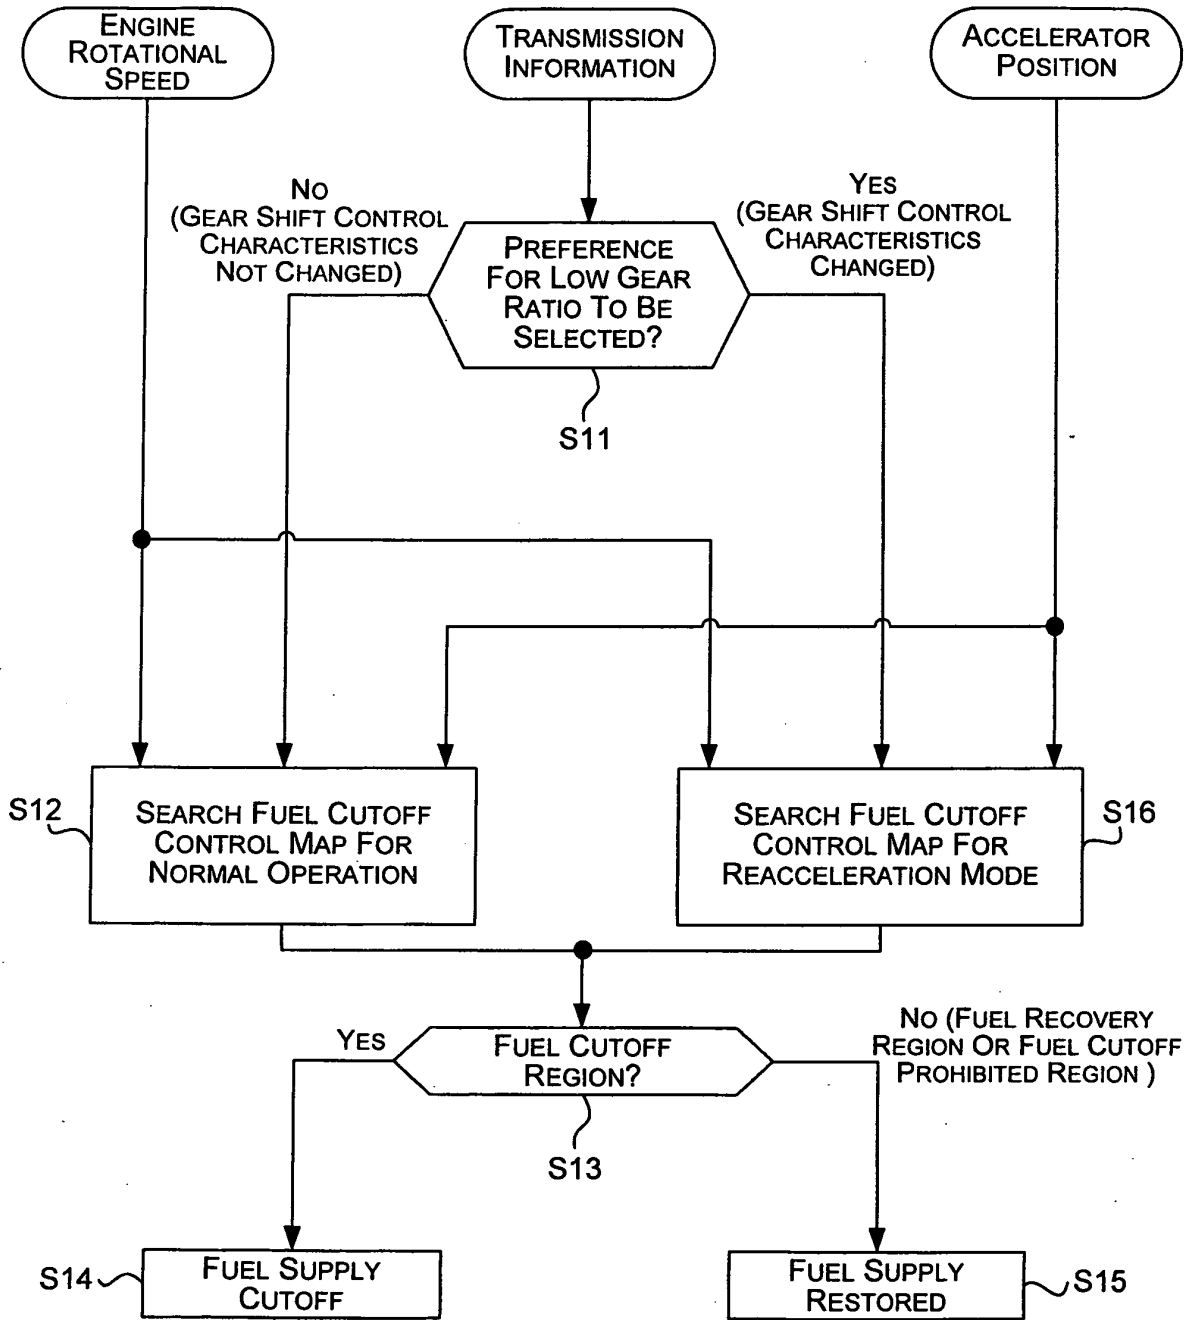 ENGINE
ROTATIONAL
SPEED
TRANSMISSION
INFORMATION
ACCELERATOR
POSITION
NO
(GEAR SHIFT CONTROL
CHARACTERISTICS
NOT CHANGED)
YES
(GEAR SHIFT CONTROL
CHARACTERISTICS
CHANGED)
PREFERENCE
FOR LOW GEAR
RATIO TO BE
SELECTED?
S11
S12
SEARCH FUEL CUTOFF
CONTROL MAP FOR
NORMAL OPERATION
SEARCH FUEL CUTOFF
CONTROL MAP FOR
REACCELERATION MODE
S16
YES
FUEL CUTOFF
REGION?
NO (FUEL RECOVERY
REGION OR FUEL CUTOFF
PROHIBITED REGION )
S13
S14
FUEL SUPPLY
CUTOFF
FUEL SUPPLY
RESTORED
S15